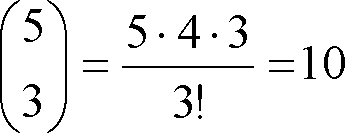 (5 3) = 5 · 4 · 3 / 3! = 10